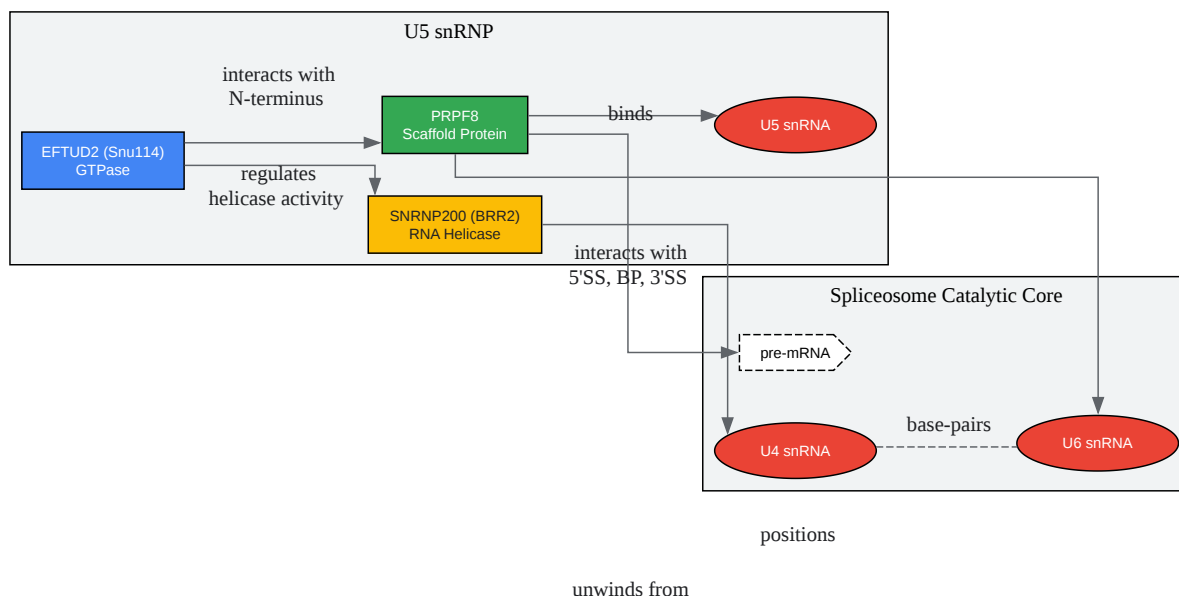 U5 snRNP
interacts with
N-terminus
PRPF8
Scaffold Protein
binds
U5 snRNA
EFTUD2 (Snu114)
GTPase
regulates
helicase activity
SNRNP200 (BRR2)
RNA Helicase
interacts with
5'SS, BP, 3'SS
Spliceosome Catalytic Core
pre-mRNA
base-pairs
U4 snRNA
U6 snRNA
positions
unwinds from